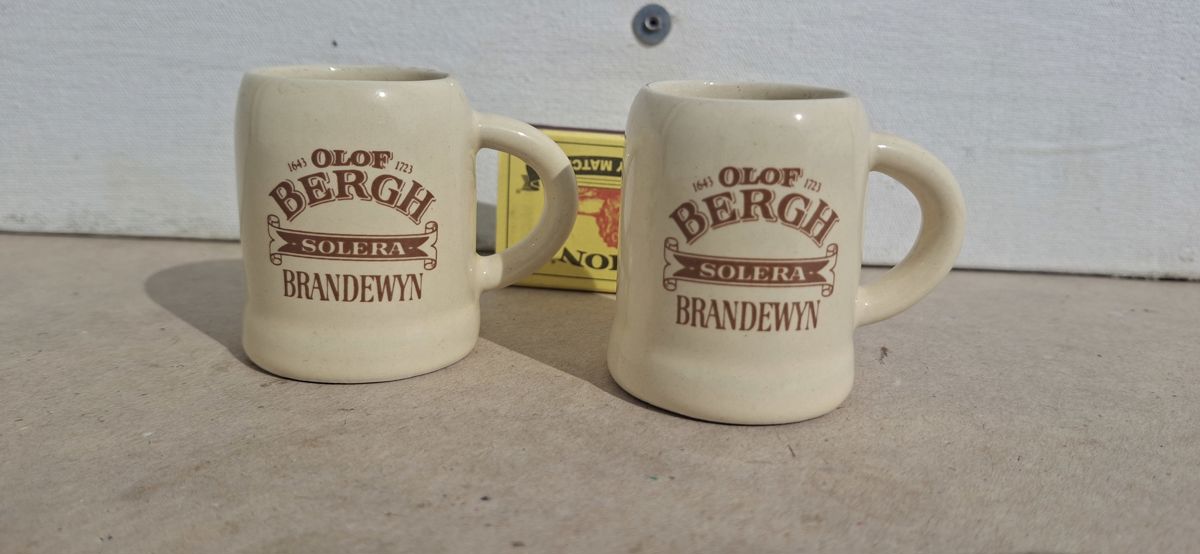 1643 OLOF 1723
BERGH
SOLERA
BRANDEWYN
1643 OLOF 1723
BERGH
SOLERA
BRANDEWYN